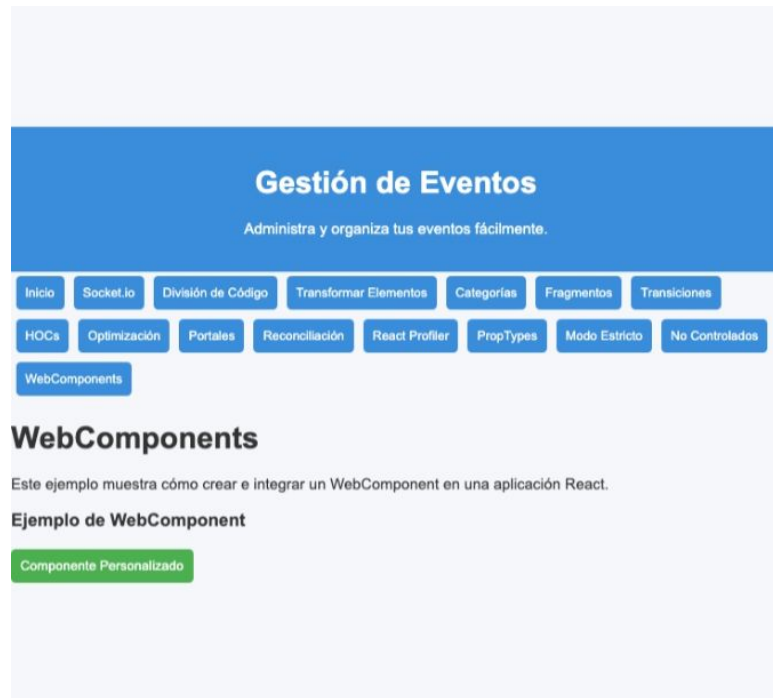 Gestión de Eventos
Administra y organiza tus eventos fácilmente.
Inicio Socket.io División de Código Transformar Elementos Categorías Fragmentos Transiciones
HOCs Optimización Portales Reconciliación React Profiler PropTypes Modo Estricto No Controlados
WebComponents
WebComponents
Este ejemplo muestra cómo crear e integrar un WebComponent en una aplicación React.
Ejemplo de WebComponent
Componente Personalizado